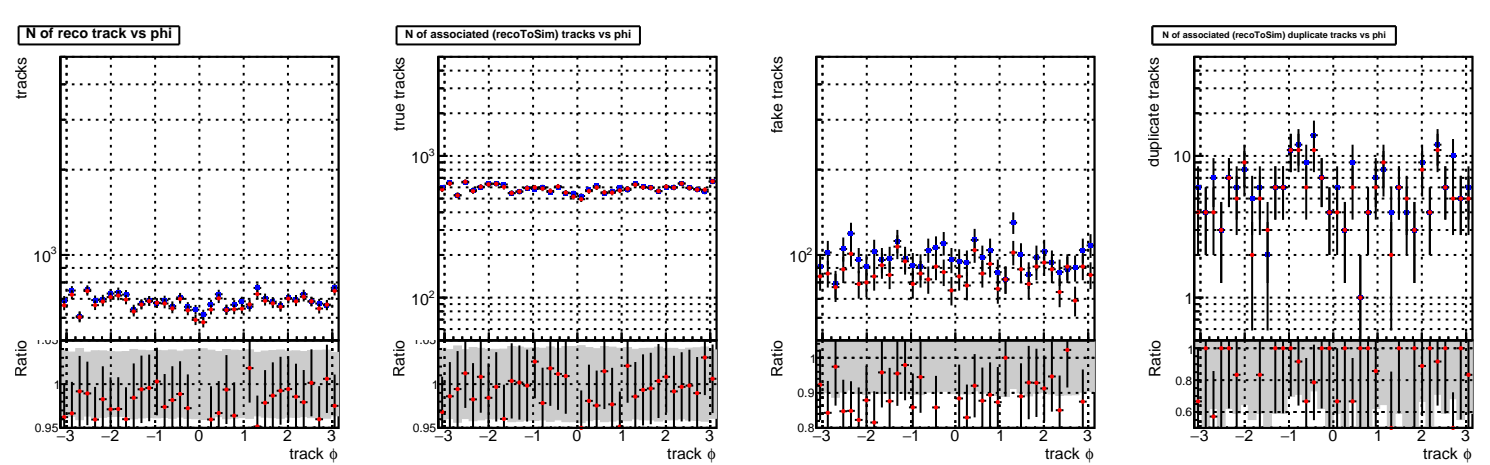 N of reco track vs phi
tracks
10³
Ratio
1.05
1
0.95
−3 −2 −1 0 1 2 3
track ϕ
N of associated (recoToSim) tracks vs phi
true tracks
10³
10²
Ratio
1.05
1
0.95
−3 −2 −1 0 1 2 3
track ϕ
fake tracks
10²
Ratio
1
0.9
0.8
−3 −2 −1 0 1 2 3
track ϕ
N of associated (recoToSim) duplicate tracks vs phi
duplicate tracks
10
1
Ratio
1
0.8
0.6
−3 −2 −1 0 1 2 3
track ϕ